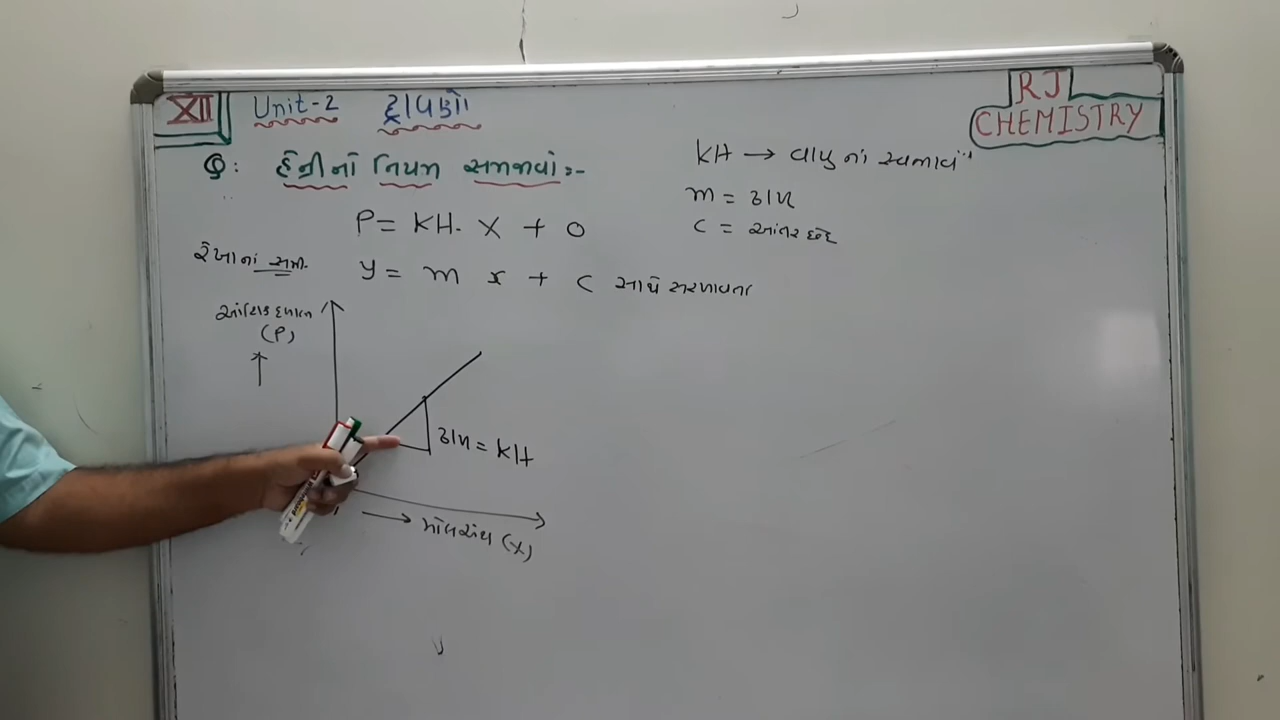 XII Unit-2 દ્રાવણો
RJ CHEMISTRY
Q: હેન્રીનો નિયમ સમજાવો :-
KH → વાયુ નાં સ્વભાવ
m = ઢાળ
P = KH. X + 0
C = આંતર છેદ
રેખાનાં સમી.
y = m x + C સાથે સરખાવતા
આંશિક દબાણ
(P)
↑
ઢાળ = KH
→ મોલઅંશ (X)